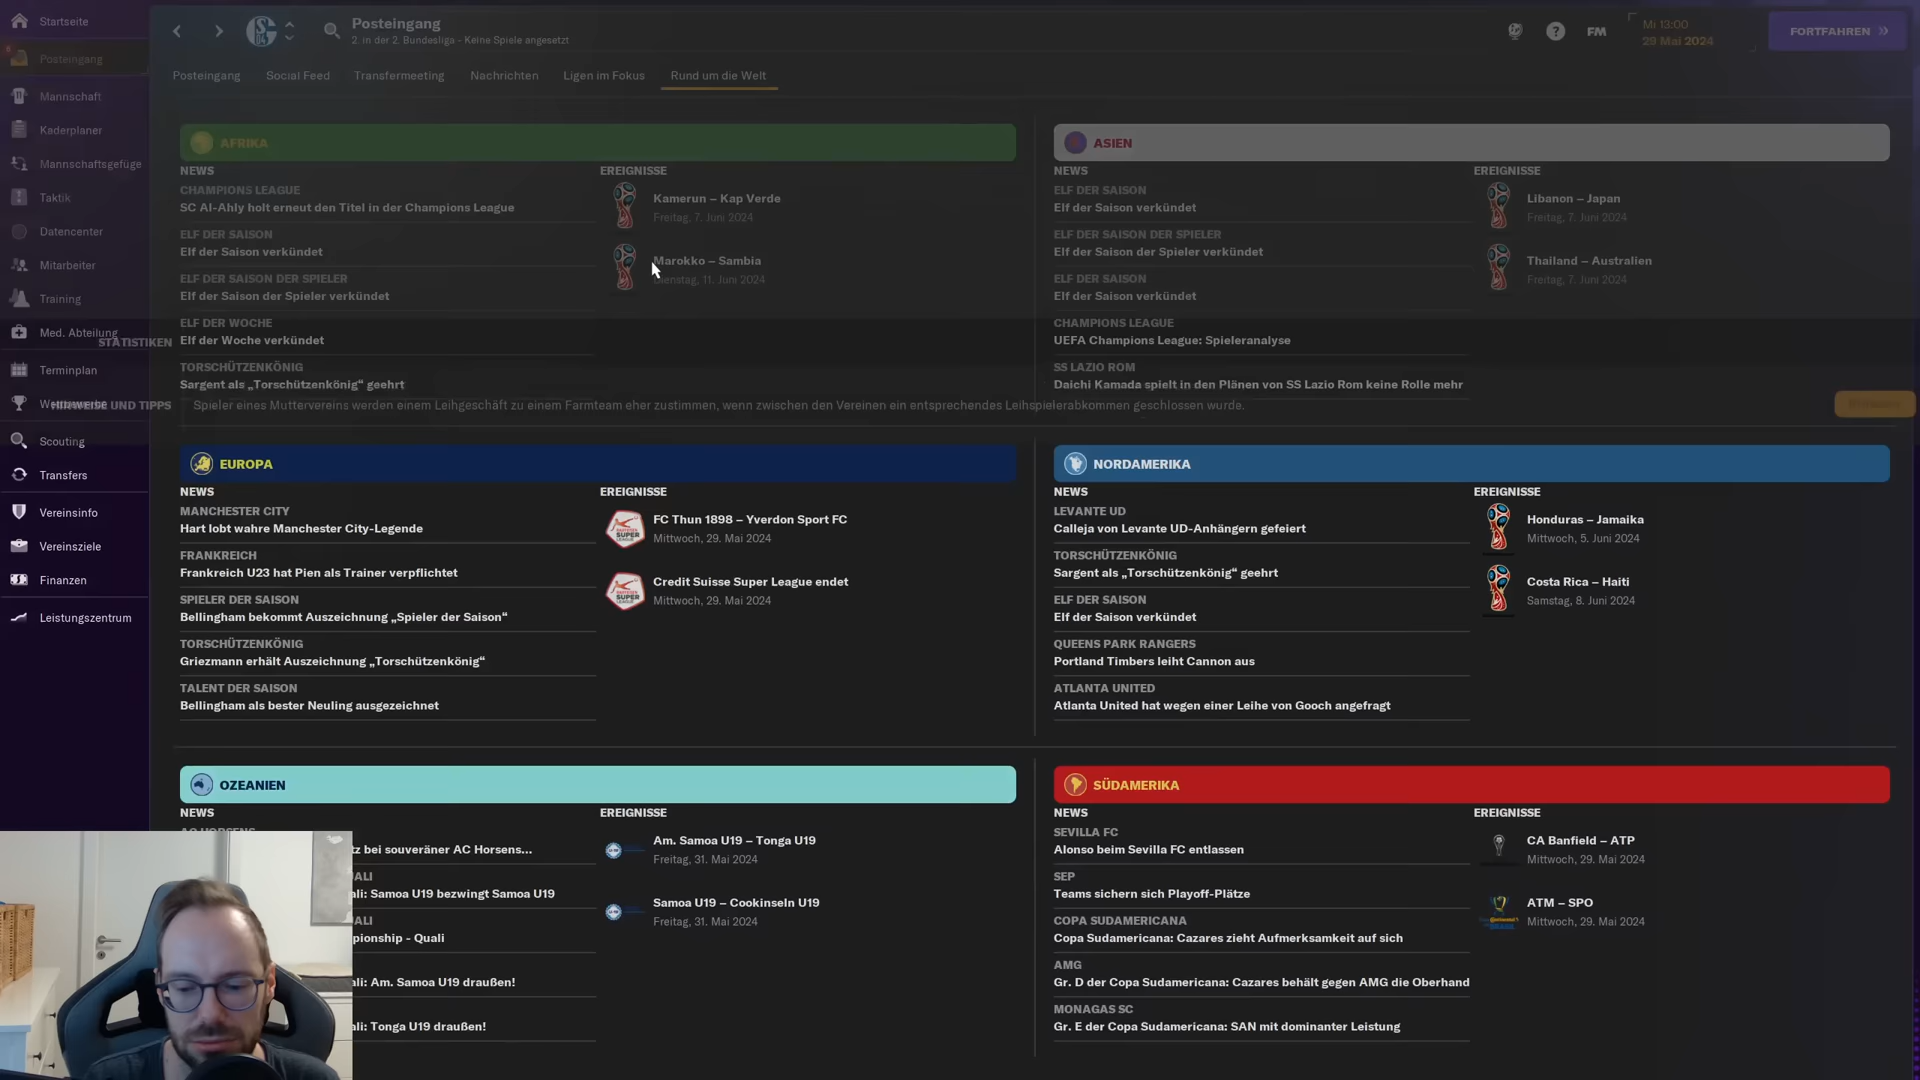 Startseite
Posteingang
Mannschaft
Kaderplaner
Mannschaftsgefüge
Taktik
Datencenter
Mitarbeiter
Training
Med. Abteilung
Terminplan
Scouting
Transfers
Vereinsinfo
Vereinsziele
Finanzen
Leistungszentrum
Posteingang
2. in der 2. Bundesliga - Keine Spiele angesetzt
FM
Mi 13:00
29 Mai 2024
FORTFAHREN
Posteingang
Social Feed
Transfermeeting
Nachrichten
Ligen im Fokus
Rund um die Welt
AFRIKA
NEWS
CHAMPIONS LEAGUE
SC Al-Ahly holt erneut den Titel in der Champions League
ELF DER SAISON
Elf der Saison verkündet
ELF DER SAISON DER SPIELER
Elf der Saison der Spieler verkündet
ELF DER WOCHE
Elf der Woche verkündet
TORSCHÜTZENKÖNIG
Sargent als „Torschützenkönig“ geehrt
EREIGNISSE
Kamerun – Kap Verde
Freitag, 7. Juni 2024
Marokko – Sambia
Dienstag, 11. Juni 2024
ASIEN
NEWS
ELF DER SAISON
Elf der Saison verkündet
ELF DER SAISON DER SPIELER
Elf der Saison der Spieler verkündet
ELF DER SAISON
Elf der Saison verkündet
CHAMPIONS LEAGUE
UEFA Champions League: Spieleranalyse
SS LAZIO ROM
Daichi Kamada spielt in den Plänen von SS Lazio Rom keine Rolle mehr
EREIGNISSE
Libanon – Japan
Freitag, 7. Juni 2024
Thailand – Australien
Freitag, 7. Juni 2024
STATISTIKEN
HINWEISE UND TIPPS
Spieler eines Muttervereins werden einem Leihgeschäft zu einem Farmteam eher zustimmen, wenn zwischen den Vereinen ein entsprechendes Leihspielerabkommen geschlossen wurde.
EUROPA
NEWS
MANCHESTER CITY
Hart lobt wahre Manchester City-Legende
FRANKREICH
Frankreich U23 hat Pien als Trainer verpflichtet
SPIELER DER SAISON
Bellingham bekommt Auszeichnung „Spieler der Saison“
TORSCHÜTZENKÖNIG
Griezmann erhält Auszeichnung „Torschützenkönig“
TALENT DER SAISON
Bellingham als bester Neuling ausgezeichnet
EREIGNISSE
FC Thun 1898 – Yverdon Sport FC
Mittwoch, 29. Mai 2024
Credit Suisse Super League endet
Mittwoch, 29. Mai 2024
NORDAMERIKA
NEWS
LEVANTE UD
Calleja von Levante UD-Anhängern gefeiert
TORSCHÜTZENKÖNIG
Sargent als „Torschützenkönig“ geehrt
ELF DER SAISON
Elf der Saison verkündet
QUEENS PARK RANGERS
Portland Timbers leiht Cannon aus
ATLANTA UNITED
Atlanta United hat wegen einer Leihe von Gooch angefragt
EREIGNISSE
Honduras – Jamaika
Mittwoch, 5. Juni 2024
Costa Rica – Haiti
Samstag, 8. Juni 2024
OZEANIEN
NEWS
tz bei souveräner AC Horsens...
UALI
ali: Samoa U19 bezwingt Samoa U19
UALI
pionship - Quali
ali: Am. Samoa U19 draußen!
ali: Tonga U19 draußen!
EREIGNISSE
Am. Samoa U19 – Tonga U19
Freitag, 31. Mai 2024
Samoa U19 – Cookinseln U19
Freitag, 31. Mai 2024
SÜDAMERIKA
NEWS
SEVILLA FC
Alonso beim Sevilla FC entlassen
SEP
Teams sichern sich Playoff-Plätze
COPA SUDAMERICANA
Copa Sudamericana: Cazares zieht Aufmerksamkeit auf sich
AMG
Gr. D der Copa Sudamericana: Cazares behält gegen AMG die Oberhand
MONAGAS SC
Gr. E der Copa Sudamericana: SAN mit dominanter Leistung
EREIGNISSE
CA Banfield – ATP
Mittwoch, 29. Mai 2024
ATM – SPO
Mittwoch, 29. Mai 2024